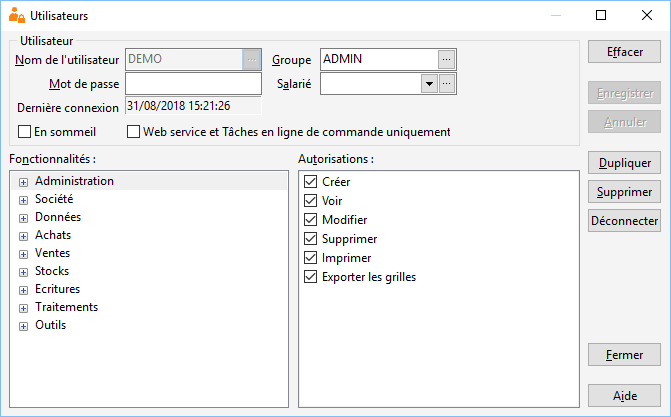 Utilisateurs
Utilisateur
Nom de l'utilisateur DEMO ... Groupe ADMIN ...
Mot de passe Salarié ...
Dernière connexion 31/08/2018 15:21:26
En sommeil Web service et Tâches en ligne de commande uniquement
Effacer
Enregistrer
Annuler
Dupliquer
Supprimer
Déconnecter
Fonctionnalités :
Administration
Société
Données
Achats
Ventes
Stocks
Ecritures
Traitements
Outils
Autorisations :
Créer
Voir
Modifier
Supprimer
Imprimer
Exporter les grilles
Fermer
Aide